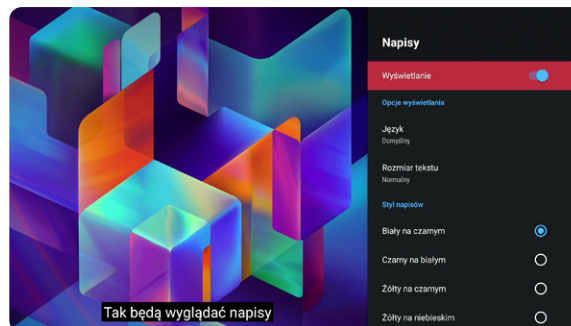 Napisy
Wyświetlanie
Opcje wyświetlania
Język
Domyślny
Rozmiar tekstu
Normalny
Styl napisów
Biały na czarnym
Czarny na białym
Żółty na czarnym
Żółty na niebieskim
Tak będą wyglądać napisy